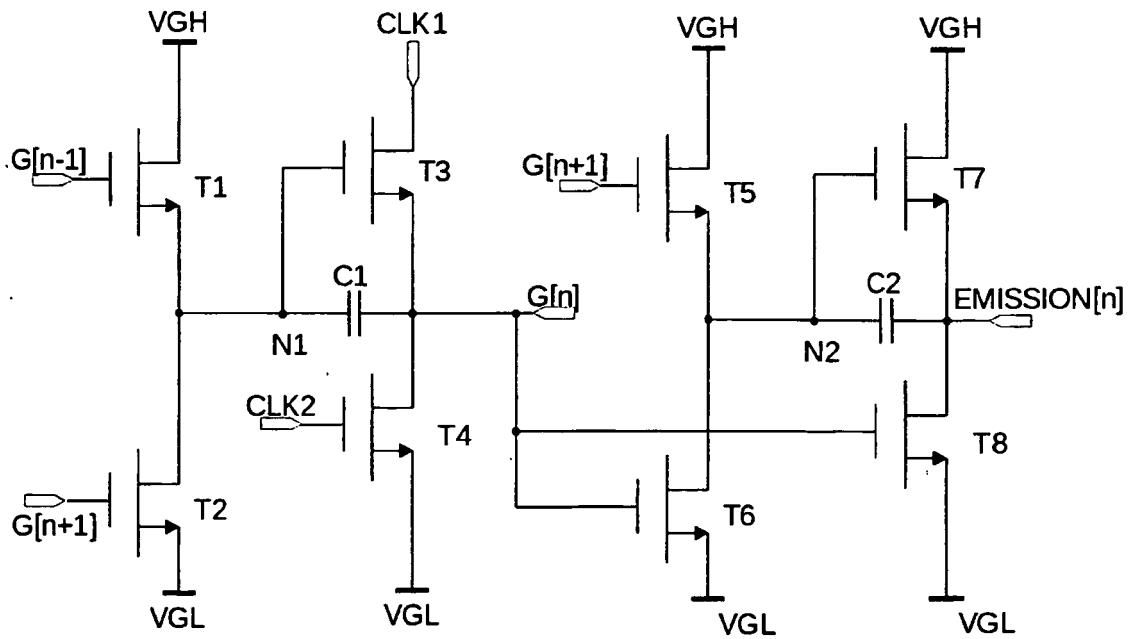 VGH
CLK1
VGH
VGH
G[n-1]
T1
T3
G[n+1]
T5
T7
C1
G[n]
C2
EMISSION[n]
N1
N2
CLK2
T4
T8
G[n+1]
T2
T6
VGL
VGL
VGL
VGL